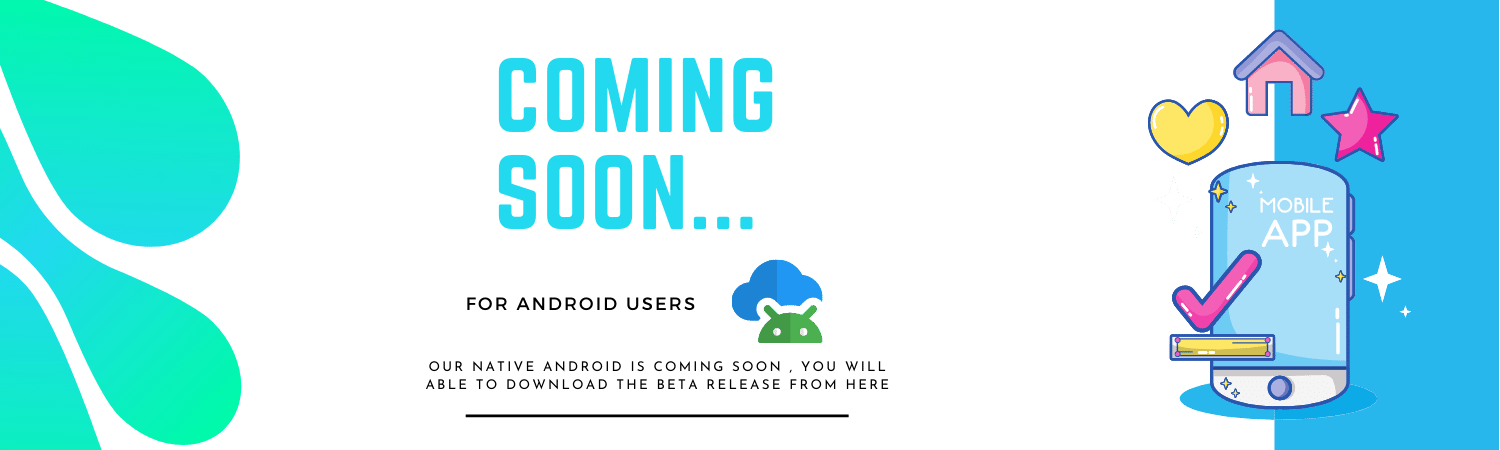 COMING
SOON...
FOR ANDROID USERS
OUR NATIVE ANDROID IS COMING SOON , YOU WILL
ABLE TO DOWNLOAD THE BETA RELEASE FROM HERE
MOBILE
APP